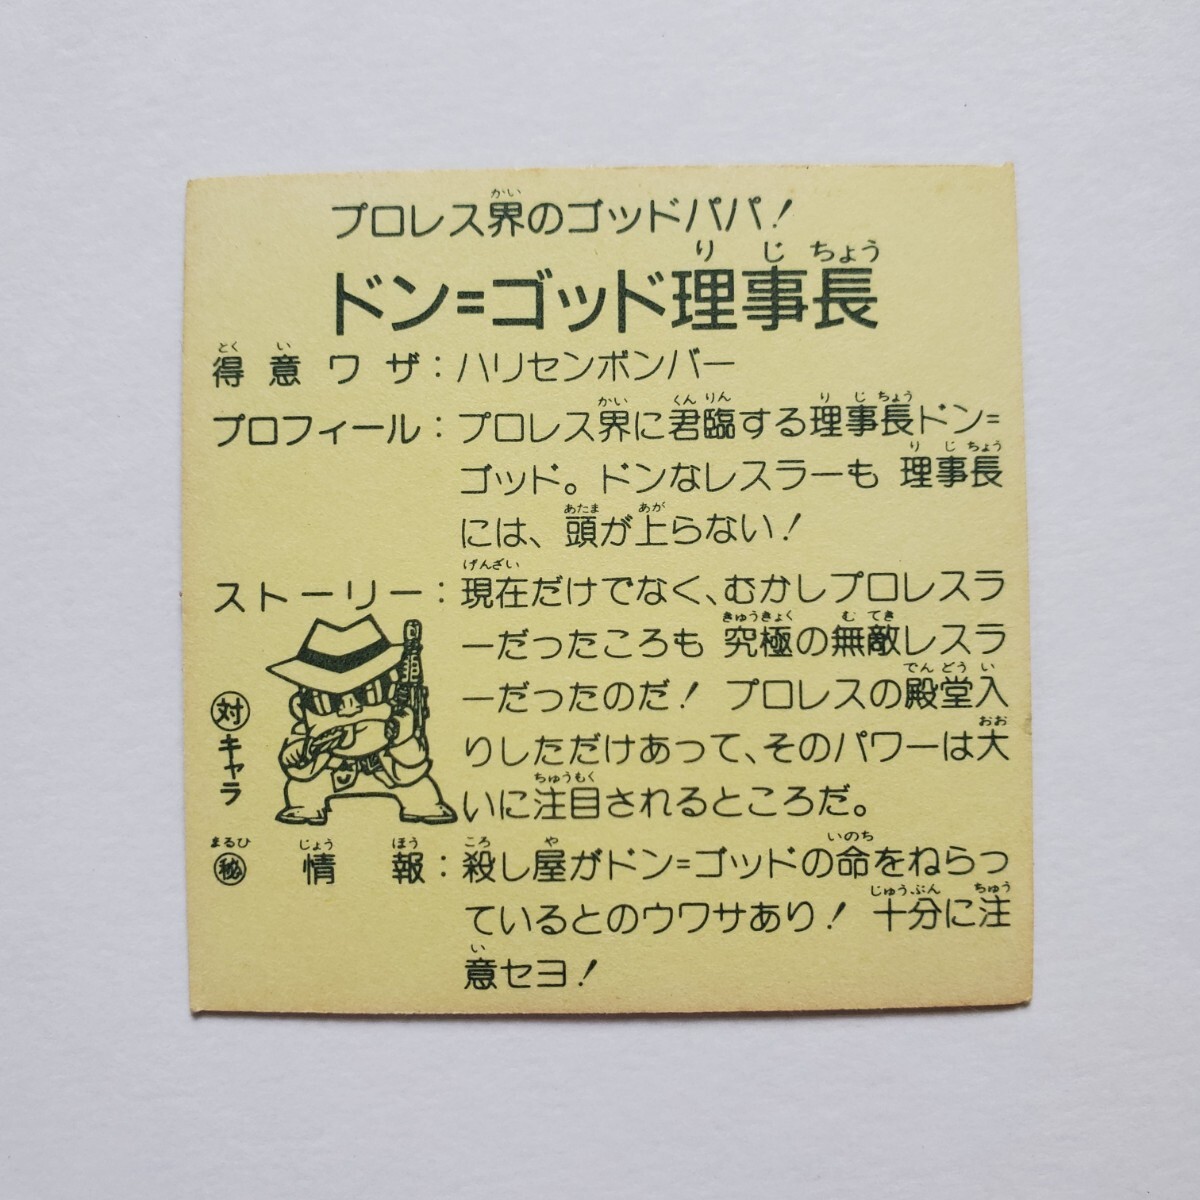 プロレス界のゴッドパパ!
ドン=ゴッド理事長
得意ワザ:ハリセンボンバー
プロフィール:プロレス界に君臨する理事長ドン=
ゴッド。ドンなレスラーも理事長
には、頭が上らない!
ストーリー:現在だけでなく、むかしプロレスラ
ーだったころも究極の無敵レスラ
ーだったのだ!プロレスの殿堂入
りしただけあって、そのパワーは大
いに注目されるところだ。
㊙情報:殺し屋がドン=ゴッドの命をねらっ
ているとのウワサあり!十分に注
意セヨ!
対キャラ